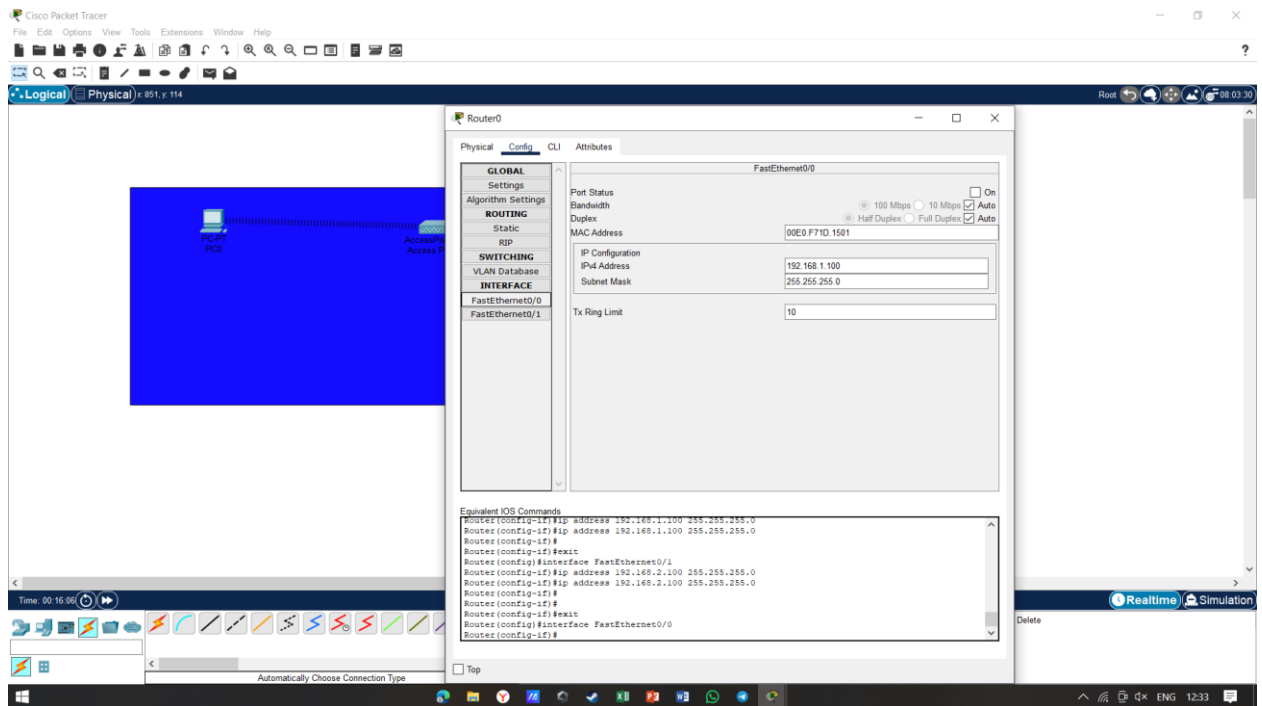 Cisco Packet Tracer
File Edit Options View Tools Extensions Window Help
?
Logical Physical x: 851, y: 114 Root 08:03:30
Router0
Physical Config CLI Attributes
GLOBAL
Settings
Algorithm Settings
ROUTING
Static
RIP
SWITCHING
VLAN Database
INTERFACE
FastEthernet0/0
FastEthernet0/1
FastEthernet0/0
Port Status On
Bandwidth 100 Mbps 10 Mbps Auto
Duplex Half Duplex Full Duplex Auto
MAC Address 00E0.F71D.1501
IP Configuration
IPv4 Address 192.168.1.100
Subnet Mask 255.255.255.0
Tx Ring Limit 10
PC-PT
PC0
AccessPo
Access P
Equivalent IOS Commands
Router(config-if)#ip address 192.168.1.100 255.255.255.0
Router(config-if)#ip address 192.168.1.100 255.255.255.0
Router(config-if)#
Router(config-if)#exit
Router(config)#interface FastEthernet0/1
Router(config-if)#ip address 192.168.2.100 255.255.255.0
Router(config-if)#ip address 192.168.2.100 255.255.255.0
Router(config-if)#
Router(config-if)#
Router(config-if)#exit
Router(config)#interface FastEthernet0/0
Router(config-if)#
Top
Time: 00:16:06
Realtime Simulation
Delete
Automatically Choose Connection Type
ENG 12:33